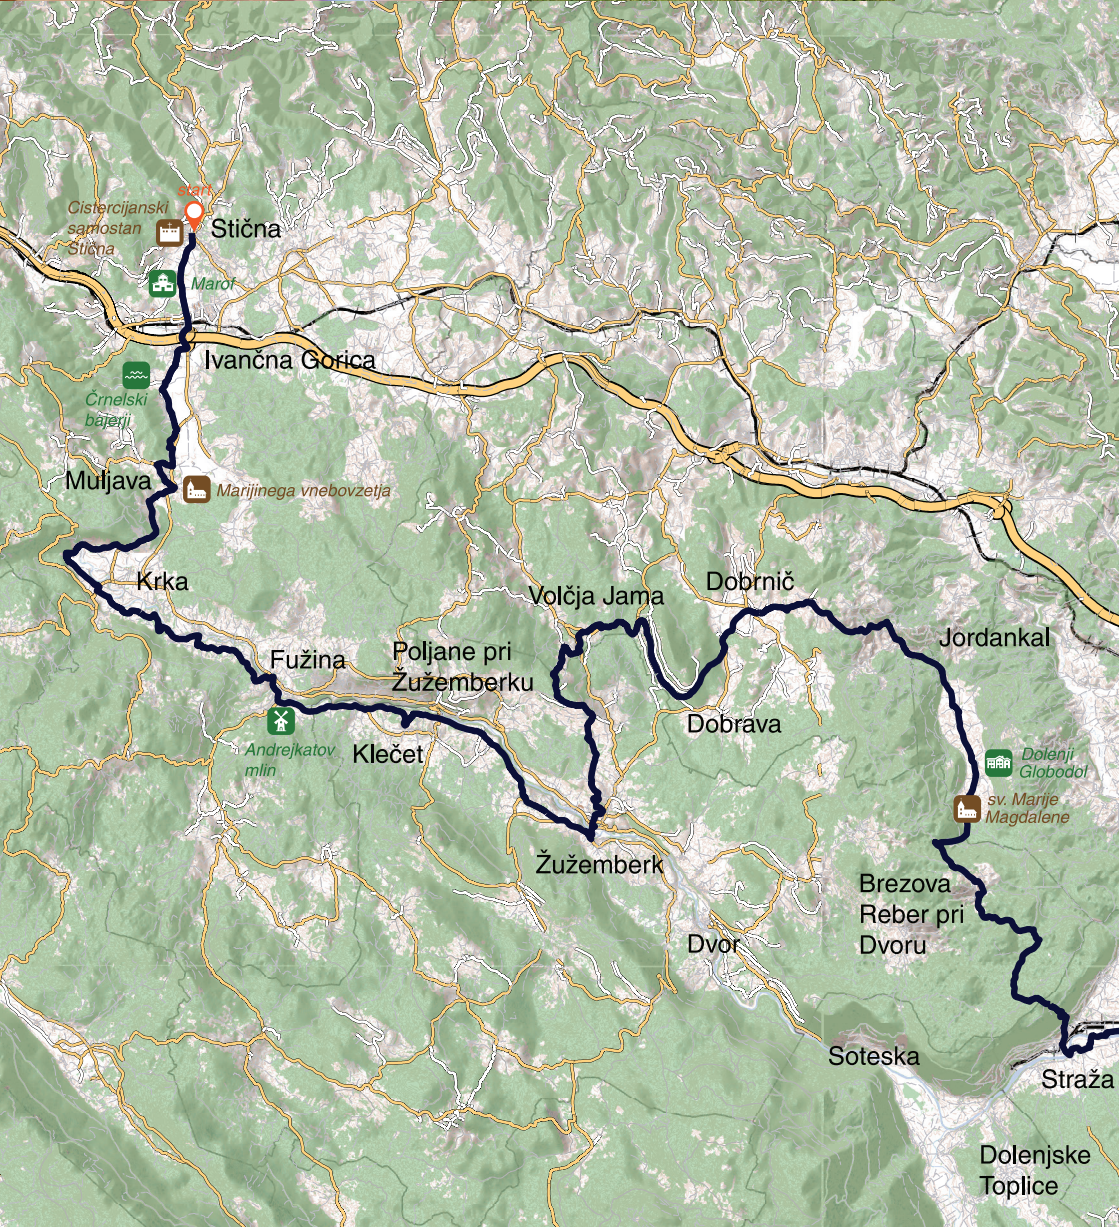 start
Cistercijanski
samostan
Stična
Stična
Marof
Ivančna Gorica
Črnelski
bajerji
Muljava
Marijinega vnebovzetja
Krka
Volčja Jama
Dobrnič
Jordankal
Fužina
Poljane pri
Žužemberku
Dobrava
Andrejkatov
mlin
Klečet
Dolenji
Globodol
sv. Marije
Magdalene
Žužemberk
Brezova
Reber pri
Dvoru
Dvor
Soteska
Straža
Dolenjske
Toplice